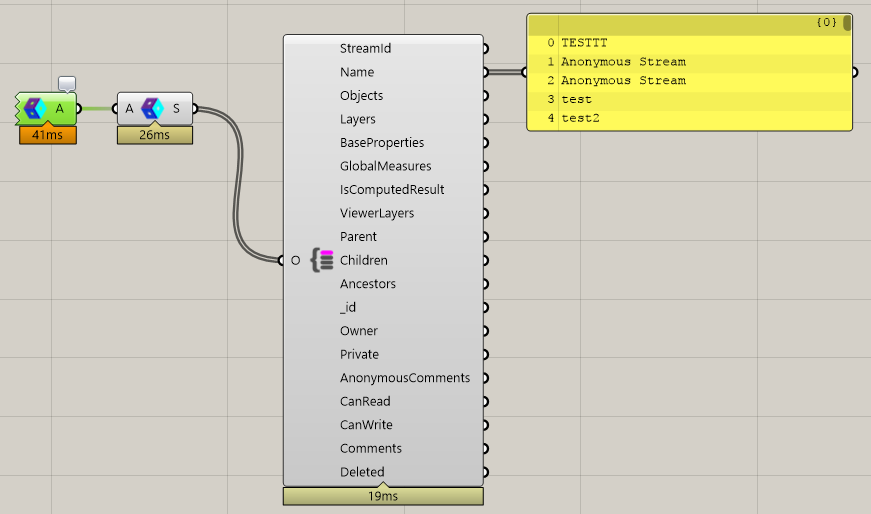 A
41ms
A S
26ms
StreamId
Name
Objects
Layers
BaseProperties
GlobalMeasures
IsComputedResult
ViewerLayers
Parent
O { Children
Ancestors
_id
Owner
Private
AnonymousComments
CanRead
CanWrite
Comments
Deleted
19ms
{0}
0 TESTTT
1 Anonymous Stream
2 Anonymous Stream
3 test
4 test2